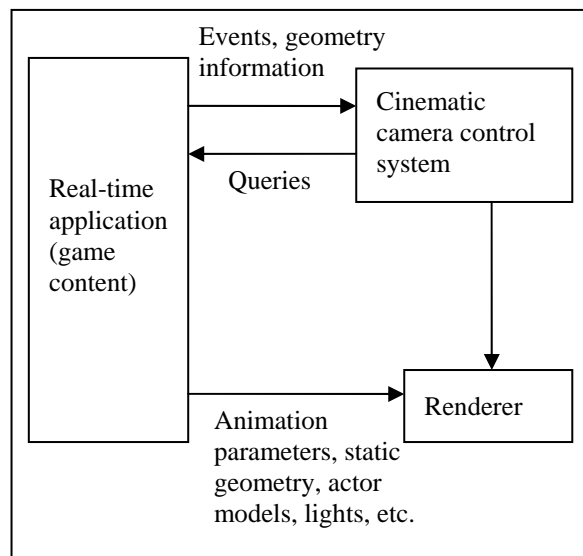 Events, geometry
information
Cinematic
camera control
system
Queries
Real-time
application
(game
content)
Renderer
Animation
parameters, static
geometry, actor
models, lights, etc.